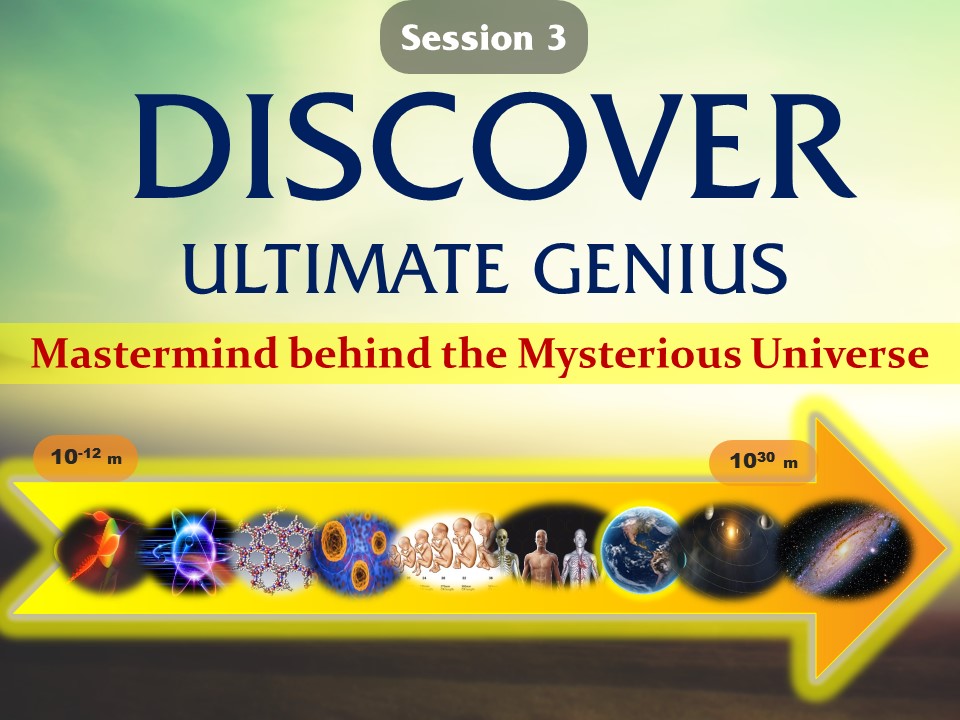 Session 3
DISCOVER
ULTIMATE GENIUS
Mastermind behind the Mysterious Universe
10⁻¹² m
10³⁰ m